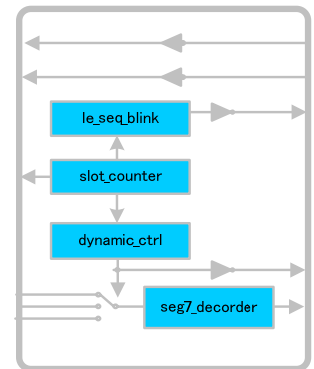 le_seq_blink
slot_counter
dynamic_ctrl
seg7_decorder